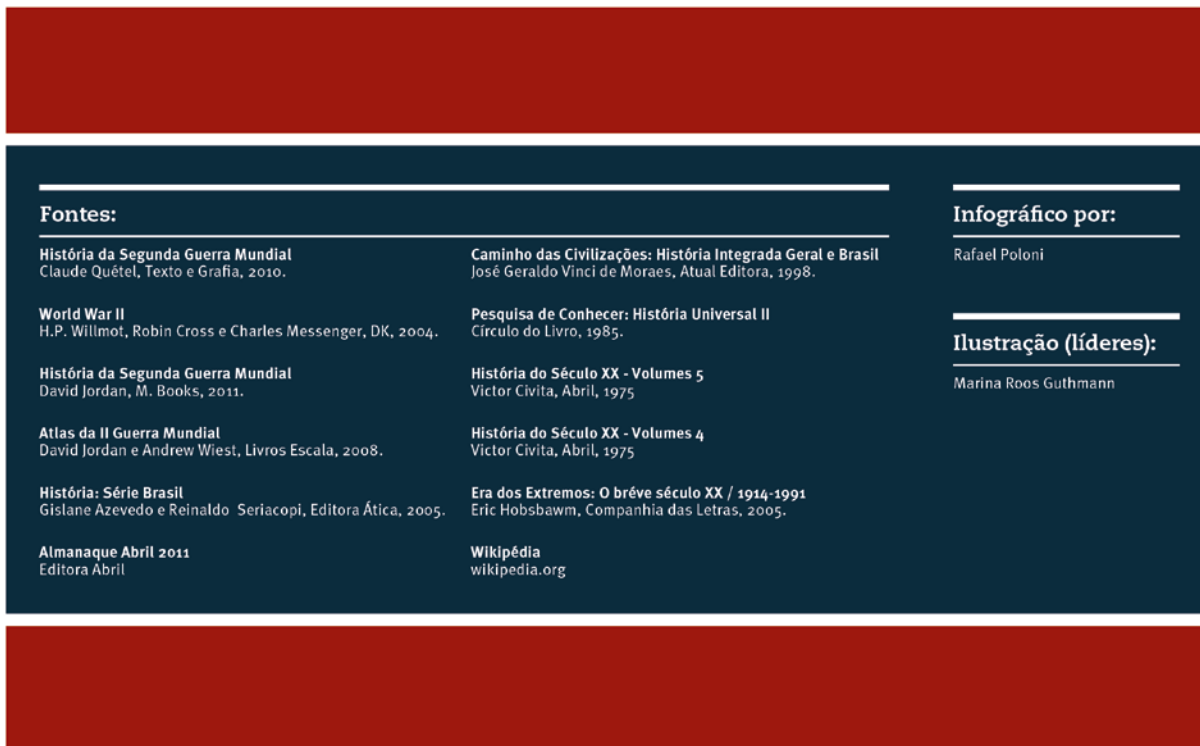 Fontes:
História da Segunda Guerra Mundial
Claude Quétel, Texto e Grafia, 2010.
World War II
H.P. Willmot, Robin Cross e Charles Messenger, DK, 2004.
História da Segunda Guerra Mundial
David Jordan, M. Books, 2011.
Atlas da II Guerra Mundial
David Jordan e Andrew Wiest, Livros Escala, 2008.
História: Série Brasil
Gislane Azevedo e Reinaldo Seriacopi, Editora Ática, 2005.
Almanaque Abril 2011
Editora Abril
Caminho das Civilizações: História Integrada Geral e Brasil
José Geraldo Vinci de Moraes, Atual Editora, 1998.
Pesquisa de Conhecer: História Universal II
Círculo do Livro, 1985.
História do Século XX - Volumes 5
Victor Civita, Abril, 1975
História do Século XX - Volumes 4
Victor Civita, Abril, 1975
Era dos Extremos: O bréve século XX / 1914-1991
Eric Hobsbawm, Companhia das Letras, 2005.
Wikipédia
wikipedia.org
Infográfico por:
Rafael Poloni
Ilustração (líderes):
Marina Roos Guthmann